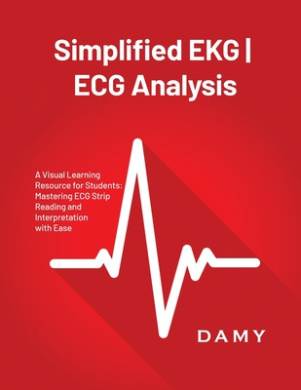 Simplified EKG |
ECG Analysis
A Visual Learning
Resource for Students:
Mastering ECG Strip
Reading and
Interpretation
with Ease
DAMY